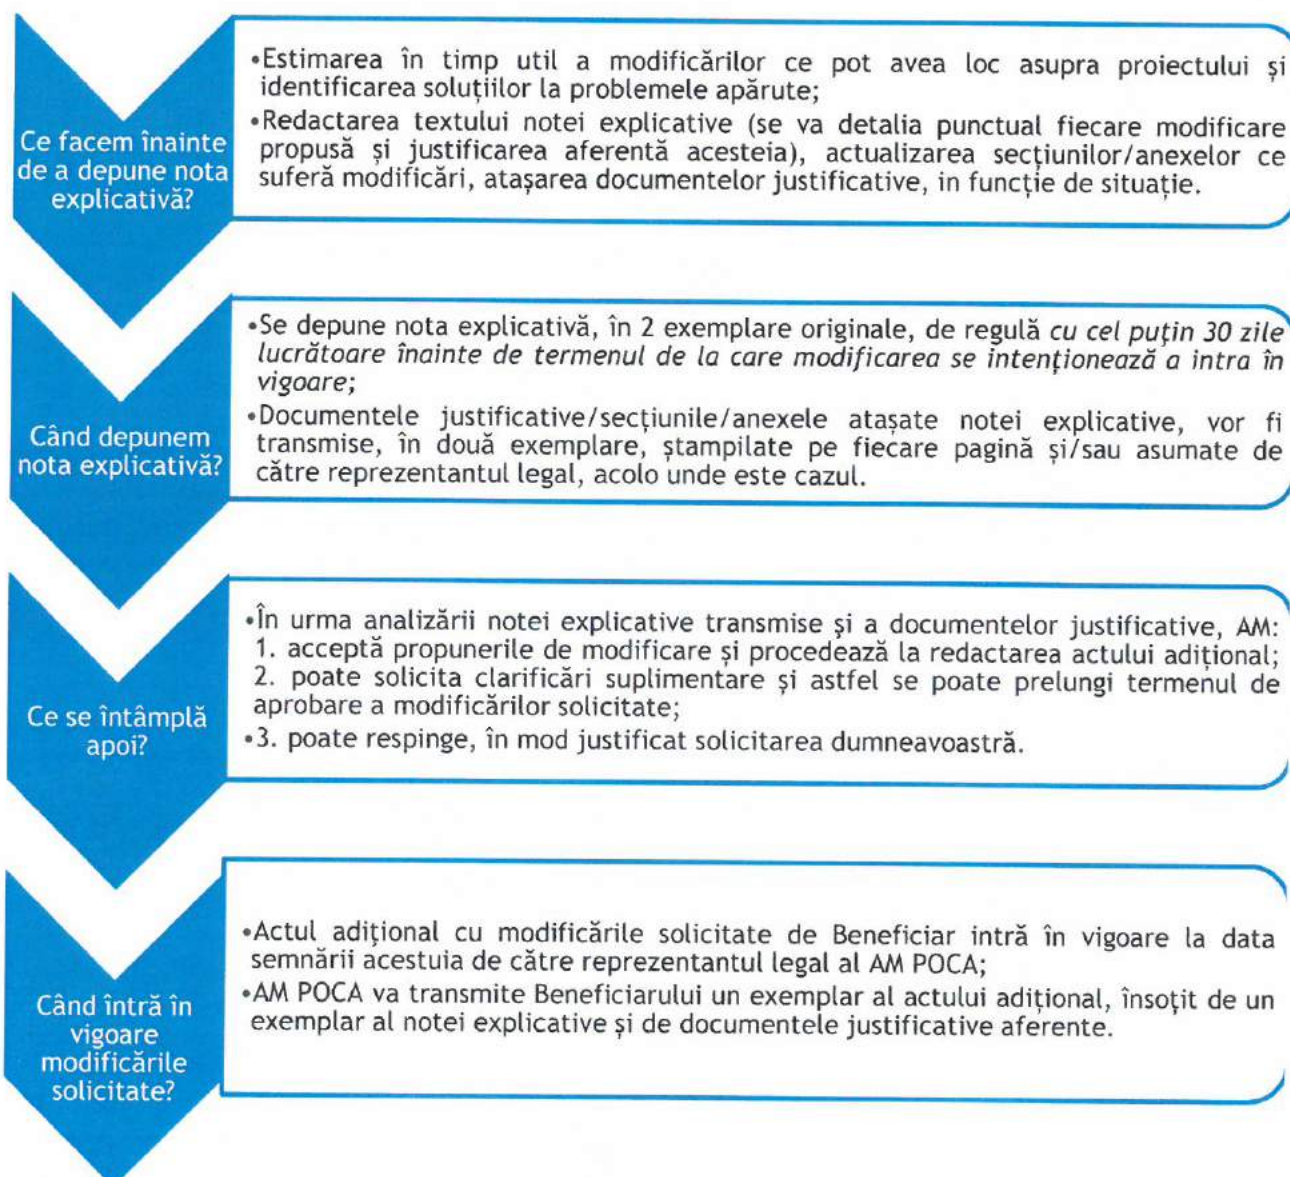 Ce facem înainte
de a depune nota
explicativă?
•Estimarea în timp util a modificărilor ce pot avea loc asupra proiectului și
identificarea soluțiilor la problemele apărute;
•Redactarea textului notei explicative (se va detalia punctual fiecare modificare
propusă și justificarea aferentă acesteia), actualizarea secțiunilor/anexelor ce
suferă modificări, atașarea documentelor justificative, in funcție de situație.
Când depunem
nota explicativă?
•Se depune nota explicativă, în 2 exemplare originale, de regulă cu cel puțin 30 zile
lucrătoare înainte de termenul de la care modificarea se intenționează a intra în
vigoare;
•Documentele justificative/secțiunile/anexele atașate notei explicative, vor fi
transmise, în două exemplare, ștampilate pe fiecare pagină și/sau asumate de
către reprezentantul legal, acolo unde este cazul.
Ce se întâmplă
apoi?
•În urma analizării notei explicative transmise și a documentelor justificative, AM:
1. acceptă propunerile de modificare și procedează la redactarea actului adițional;
2. poate solicita clarificări suplimentare și astfel se poate prelungi termenul de
aprobare a modificărilor solicitate;
•3. poate respinge, în mod justificat solicitarea dumneavoastră.
Când întră în
vigoare
modificările
solicitate?
•Actul adițional cu modificările solicitate de Beneficiar intră în vigoare la data
semnării acestuia de către reprezentantul legal al AM POCA;
•AM POCA va transmite Beneficiarului un exemplar al actului adițional, însoțit de un
exemplar al notei explicative și de documentele justificative aferente.